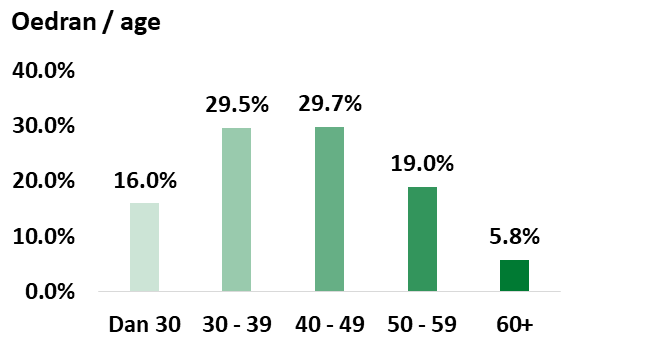 Oedran / age
40.0%
30.0%
20.0%
10.0%
0.0%
16.0%
29.5%
29.7%
19.0%
5.8%
Dan 30
30 - 39
40 - 49
50 - 59
60+